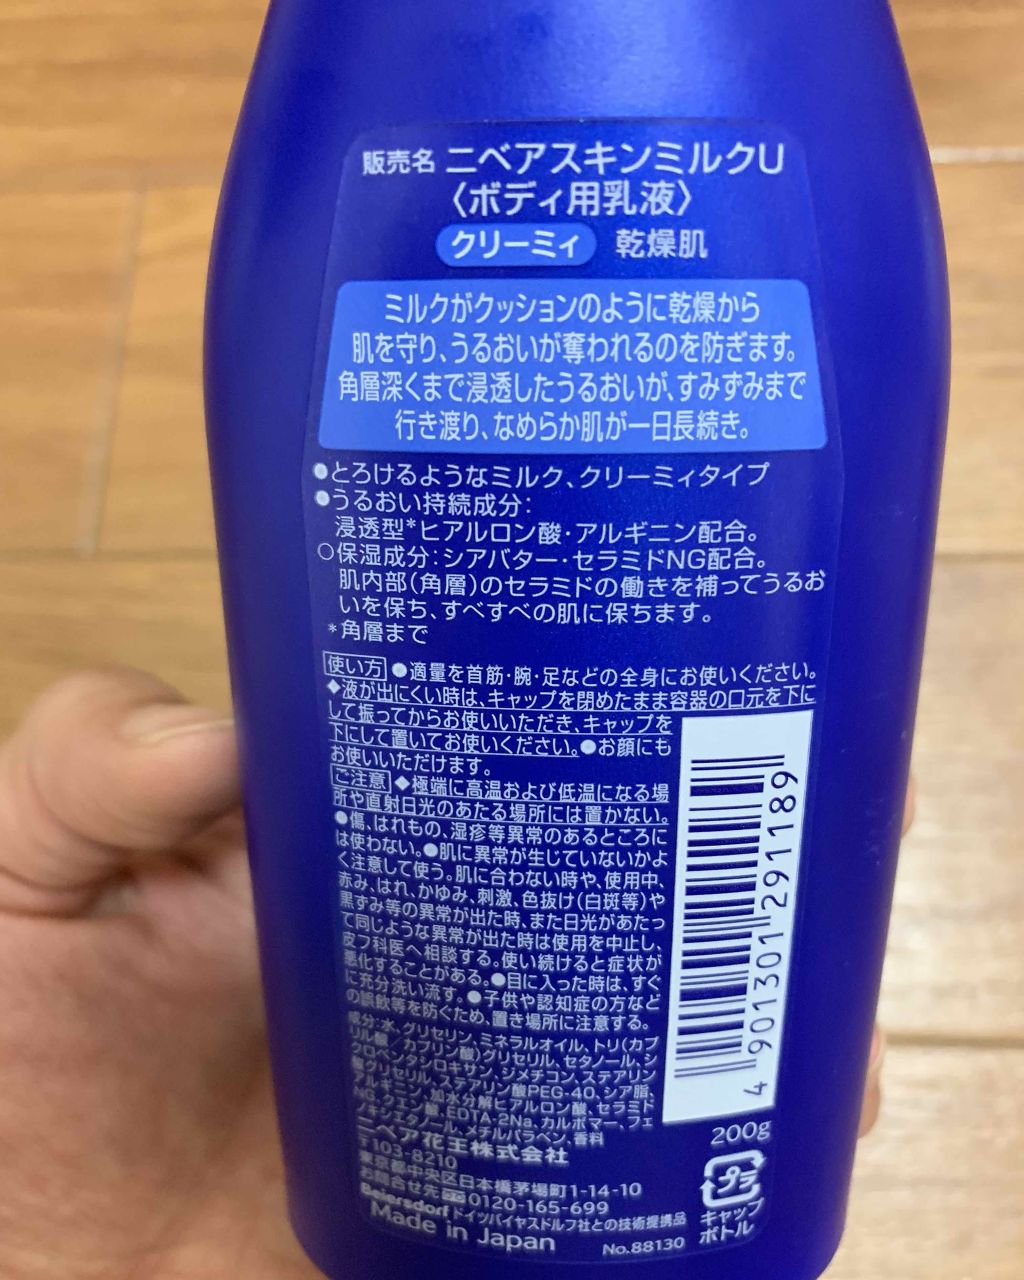 販売名 ニベアスキンミルクU
〈ボディ用乳液〉
クリーミィ 乾燥肌
ミルクがクッションのように乾燥から
肌を守り、うるおいが奪われるのを防ぎます。
角層深くまで浸透したうるおいが、すみずみまで
行き渡り、なめらか肌が一日長続き。
●とろけるようなミルク、クリーミィタイプ
●うるおい持続成分:
浸透型*ヒアルロン酸・アルギニン配合。
○保湿成分:シアバター・セラミドNG配合。
肌内部(角層)のセラミドの働きを補ってうるお
いを保ち、すべすべの肌に保ちます。
*角層まで
使い方 ●適量を首筋・腕・足などの全身にお使いください。
◆液が出にくい時は、キャップを閉めたまま容器の口元を下に
して振ってからお使いいただき、キャップを
下にして置いてお使いください。●お顔にも
お使いいただけます。
ご注意 ◆極端に高温および低温になる場
所や直射日光のあたる場所には置かない。
●傷、はれもの、湿疹等異常のあるところに
は使わない。●肌に異常が生じていないかよ
く注意して使う。肌に合わない時や、使用中、
赤み、はれ、かゆみ、刺激、色抜け(白斑等)や
黒ずみ等の異常が出た時、また日光があたっ
て同じような異常が出た時は使用を中止し、
皮フ科医へ相談する。使い続けると症状が
悪化することがある。●目に入った時は、すぐ
に充分洗い流す。●子供や認知症の方など
の誤飲等を防ぐため、置き場所に注意する。
成分:水、グリセリン、ミネラルオイル、トリ(カプ
リル酸/カプリン酸)グリセリル、セタノール、シ
クロペンタシロキサン、ジメチコン、ステアリン
酸グリセリル、ステアリン酸PEG-40、シア脂、
アルギニン、加水分解ヒアルロン酸、セラミド
NG、クエン酸、EDTA-2Na、カルボマー、フェ
ノキシエタノール、メチルパラベン、香料
ニベア花王株式会社
〒103-8210
東京都中央区日本橋茅場町1-14-10
お問合せ先 0120-165-699
Beiersdorf ドイツバイヤスドルフ社との技術提携品
Made in Japan No.88130
4 901301 291189
200g
プラ
キャップ
ボトル